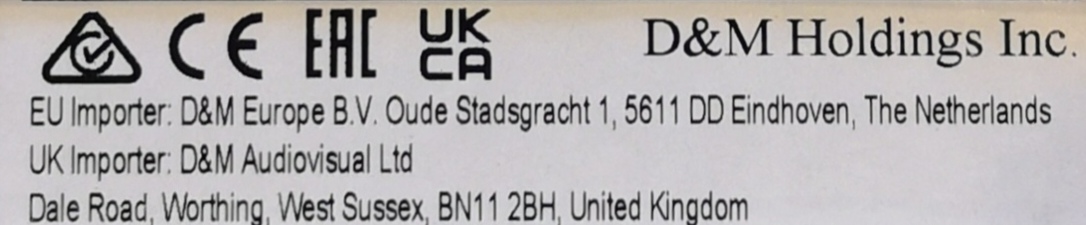 CE EAC UK CA D&M Holdings Inc.
EU Importer: D&M Europe B.V. Oude Stadsgracht 1, 5611 DD Eindhoven, The Netherlands
UK Importer: D&M Audiovisual Ltd
Dale Road, Worthing, West Sussex, BN11 2BH, United Kingdom